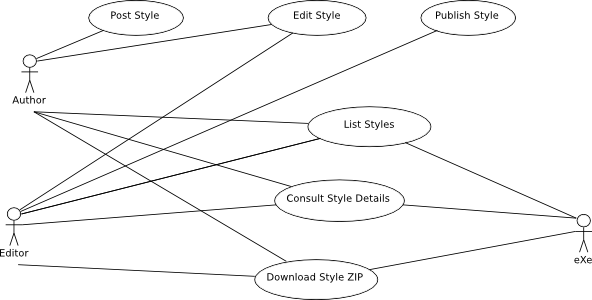 Post Style
Edit Style
Publish Style
Author
List Styles
Consult Style Details
Editor
eXe
Download Style ZIP